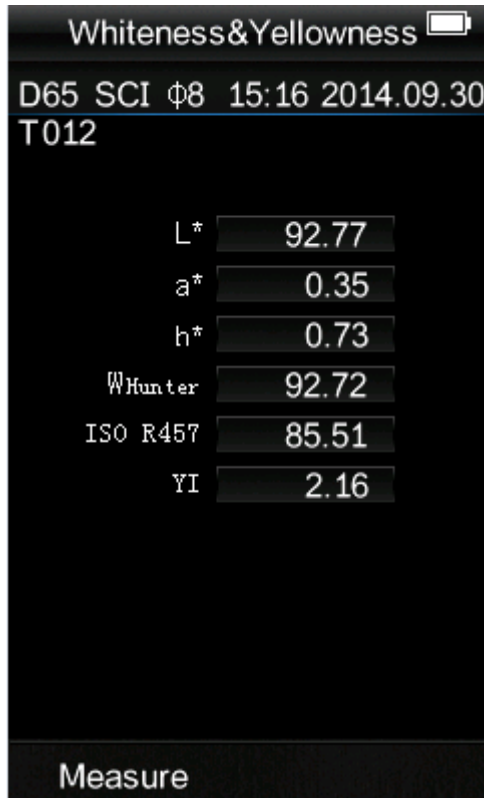 Whiteness&Yellowness
D65 SCI Φ8 15:16 2014.09.30
T012
L* 92.77
a* 0.35
h* 0.73
WHunter 92.72
ISO R457 85.51
YI 2.16
Measure